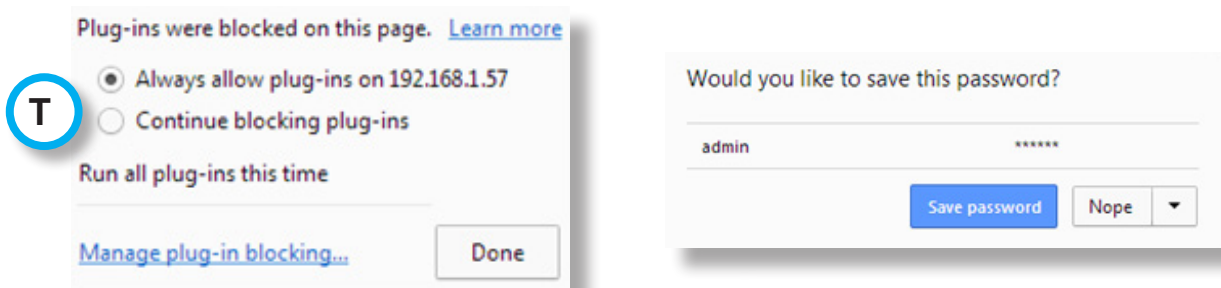 Plug-ins were blocked on this page. Learn more
Always allow plug-ins on 192.168.1.57
T
Continue blocking plug-ins
Run all plug-ins this time
Manage plug-in blocking...
Done
Would you like to save this password?
admin ******
Save password
Nope